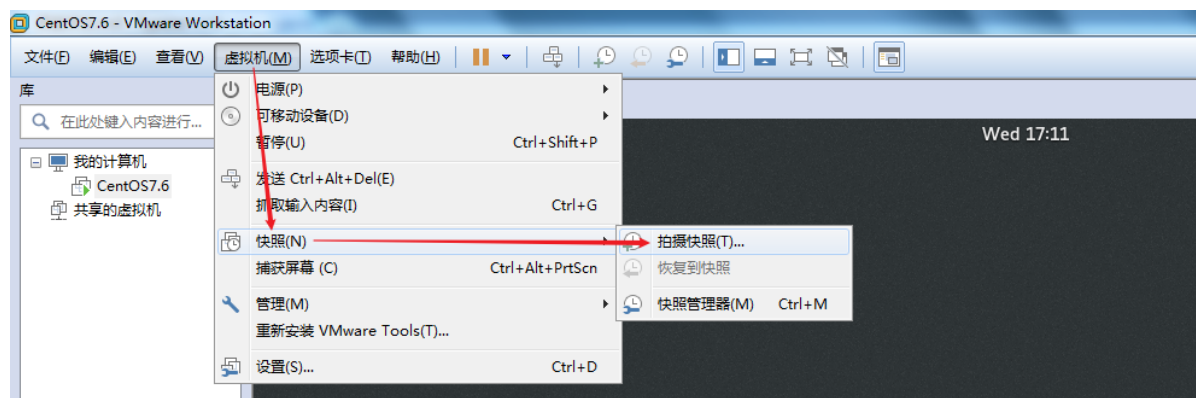 CentOS7.6 - VMware Workstation
文件(F) 编辑(E) 查看(V) 虚拟机(M) 选项卡(T) 帮助(H)
库
在此处键入内容进行...
我的计算机
CentOS7.6
共享的虚拟机
电源(P)
可移动设备(D)
暂停(U) Ctrl+Shift+P
发送 Ctrl+Alt+Del(E)
抓取输入内容(I) Ctrl+G
快照(N)
捕获屏幕 (C) Ctrl+Alt+PrtScn
管理(M)
重新安装 VMware Tools(T)...
设置(S)... Ctrl+D
拍摄快照(T)...
恢复到快照
快照管理器(M) Ctrl+M
Wed 17:11